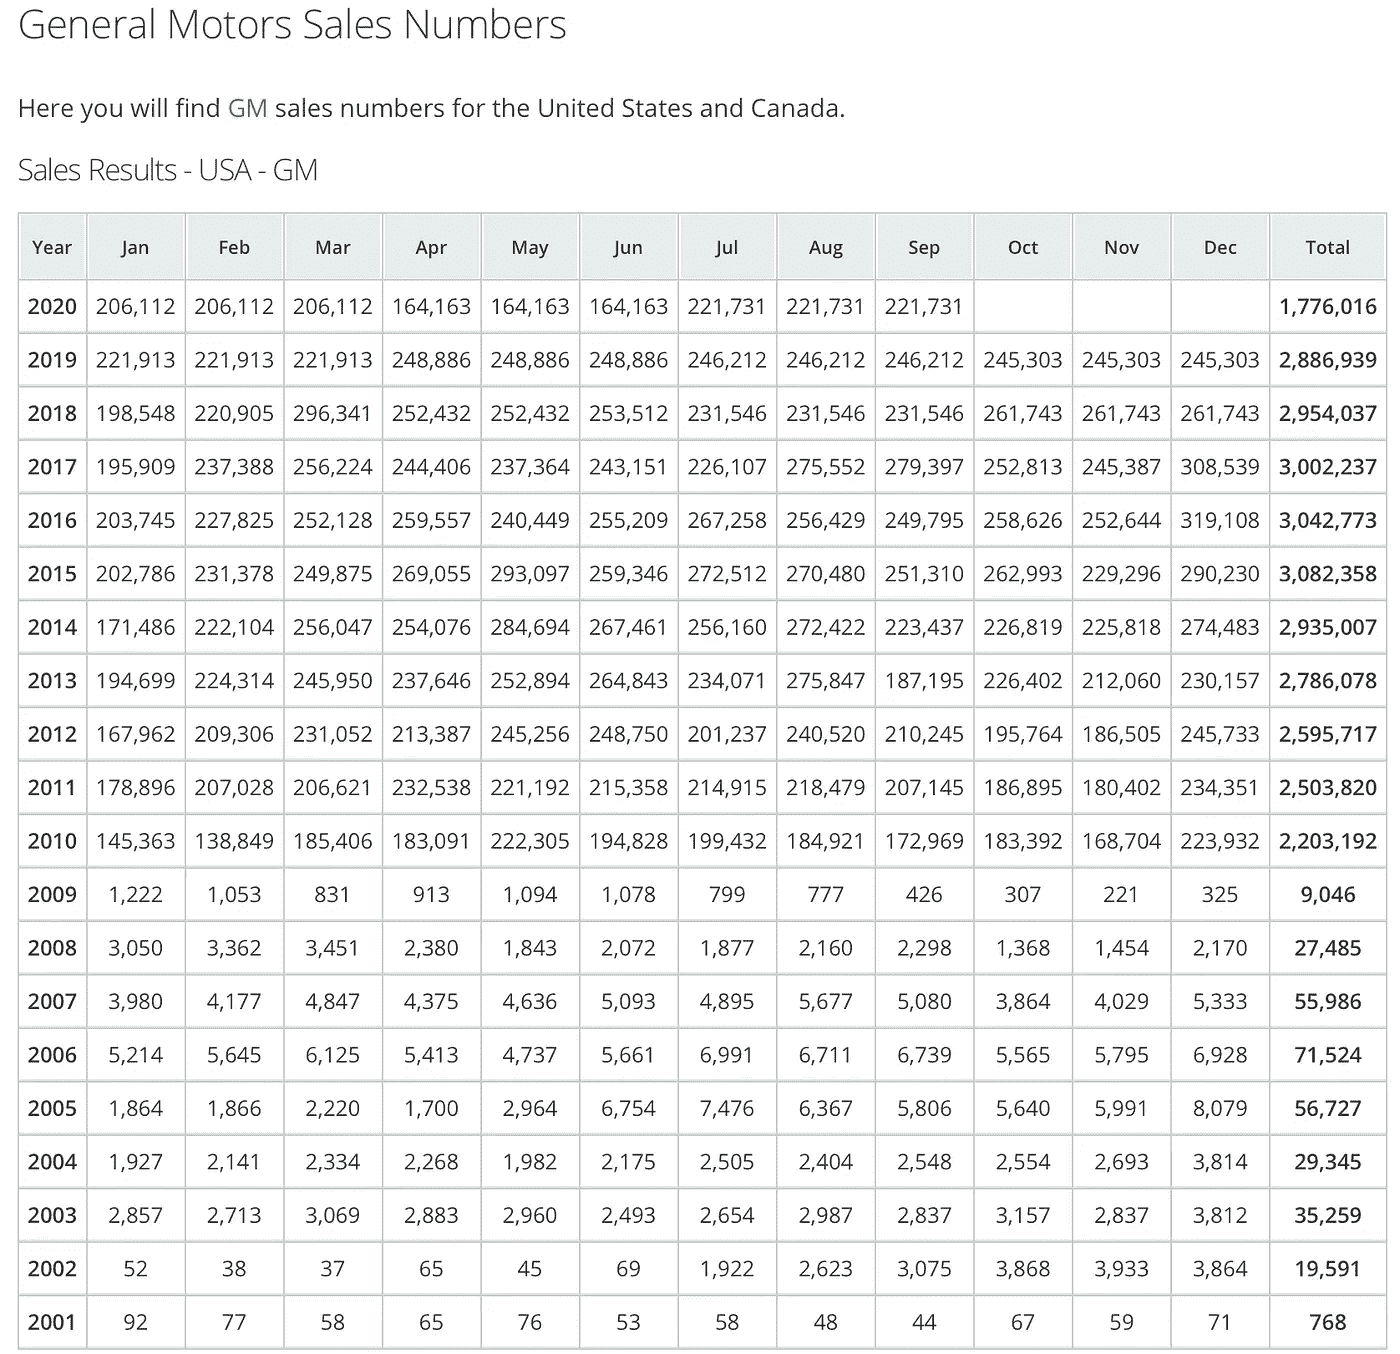 General Motors Sales Numbers
Here you will find GM sales numbers for the United States and Canada.
Sales Results - USA - GM
Year Jan Feb Mar Apr May Jun Jul Aug Sep Oct Nov Dec Total
2020 206,112 206,112 206,112 164,163 164,163 164,163 221,731 221,731 221,731 1,776,016
2019 221,913 221,913 221,913 248,886 248,886 248,886 246,212 246,212 246,212 245,303 245,303 245,303 2,886,939
2018 198,548 220,905 296,341 252,432 252,432 253,512 231,546 231,546 231,546 261,743 261,743 261,743 2,954,037
2017 195,909 237,388 256,224 244,406 237,364 243,151 226,107 275,552 279,397 252,813 245,387 308,539 3,002,237
2016 203,745 227,825 252,128 259,557 240,449 255,209 267,258 256,429 249,795 258,626 252,644 319,108 3,042,773
2015 202,786 231,378 249,875 269,055 293,097 259,346 272,512 270,480 251,310 262,993 229,296 290,230 3,082,358
2014 171,486 222,104 256,047 254,076 284,694 267,461 256,160 272,422 223,437 226,819 225,818 274,483 2,935,007
2013 194,699 224,314 245,950 237,646 252,894 264,843 234,071 275,847 187,195 226,402 212,060 230,157 2,786,078
2012 167,962 209,306 231,052 213,387 245,256 248,750 201,237 240,520 210,245 195,764 186,505 245,733 2,595,717
2011 178,896 207,028 206,621 232,538 221,192 215,358 214,915 218,479 207,145 186,895 180,402 234,351 2,503,820
2010 145,363 138,849 185,406 183,091 222,305 194,828 199,432 184,921 172,969 183,392 168,704 223,932 2,203,192
2009 1,222 1,053 831 913 1,094 1,078 799 777 426 307 221 325 9,046
2008 3,050 3,362 3,451 2,380 1,843 2,072 1,877 2,160 2,298 1,368 1,454 2,170 27,485
2007 3,980 4,177 4,847 4,375 4,636 5,093 4,895 5,677 5,080 3,864 4,029 5,333 55,986
2006 5,214 5,645 6,125 5,413 4,737 5,661 6,991 6,711 6,739 5,565 5,795 6,928 71,524
2005 1,864 1,866 2,220 1,700 2,964 6,754 7,476 6,367 5,806 5,640 5,991 8,079 56,727
2004 1,927 2,141 2,334 2,268 1,982 2,175 2,505 2,404 2,548 2,554 2,693 3,814 29,345
2003 2,857 2,713 3,069 2,883 2,960 2,493 2,654 2,987 2,837 3,157 2,837 3,812 35,259
2002 52 38 37 65 45 69 1,922 2,623 3,075 3,868 3,933 3,864 19,591
2001 92 77 58 65 76 53 58 48 44 67 59 71 768